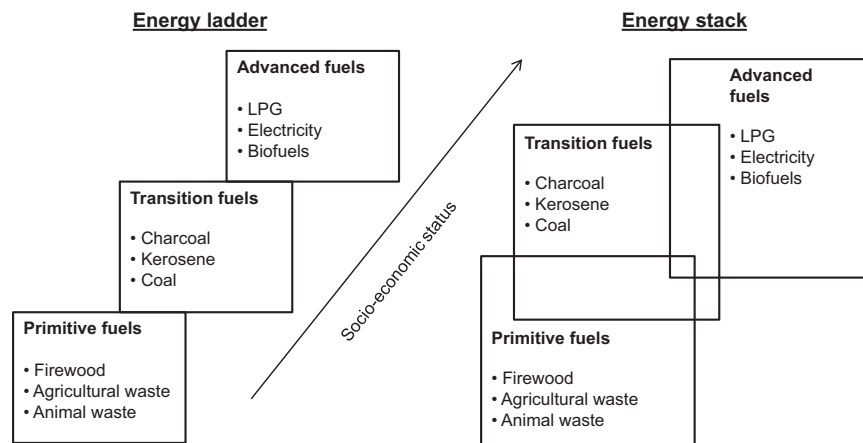 Energy ladder
Advanced fuels
• LPG
• Electricity
• Biofuels
Transition fuels
• Charcoal
• Kerosene
• Coal
Primitive fuels
• Firewood
• Agricultural waste
• Animal waste
Socio-economic status
Energy stack
Advanced
fuels
• LPG
• Electricity
• Biofuels
Transition fuels
• Charcoal
• Kerosene
• Coal
Primitive fuels
• Firewood
• Agricultural waste
• Animal waste